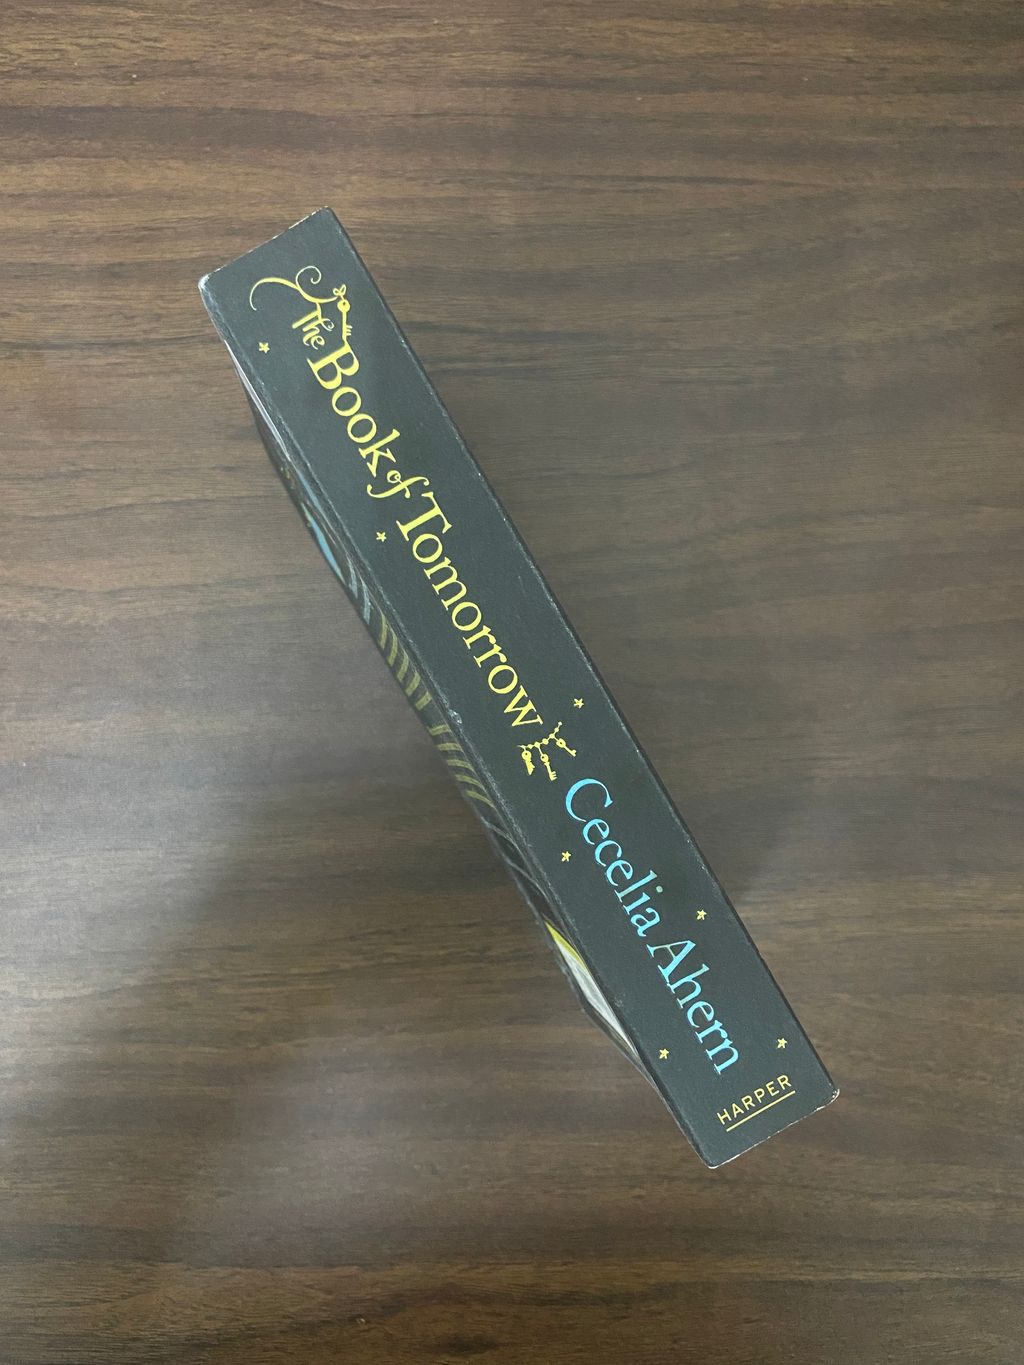 The Book of Tomorrow
Cecelia Ahern
HARPER